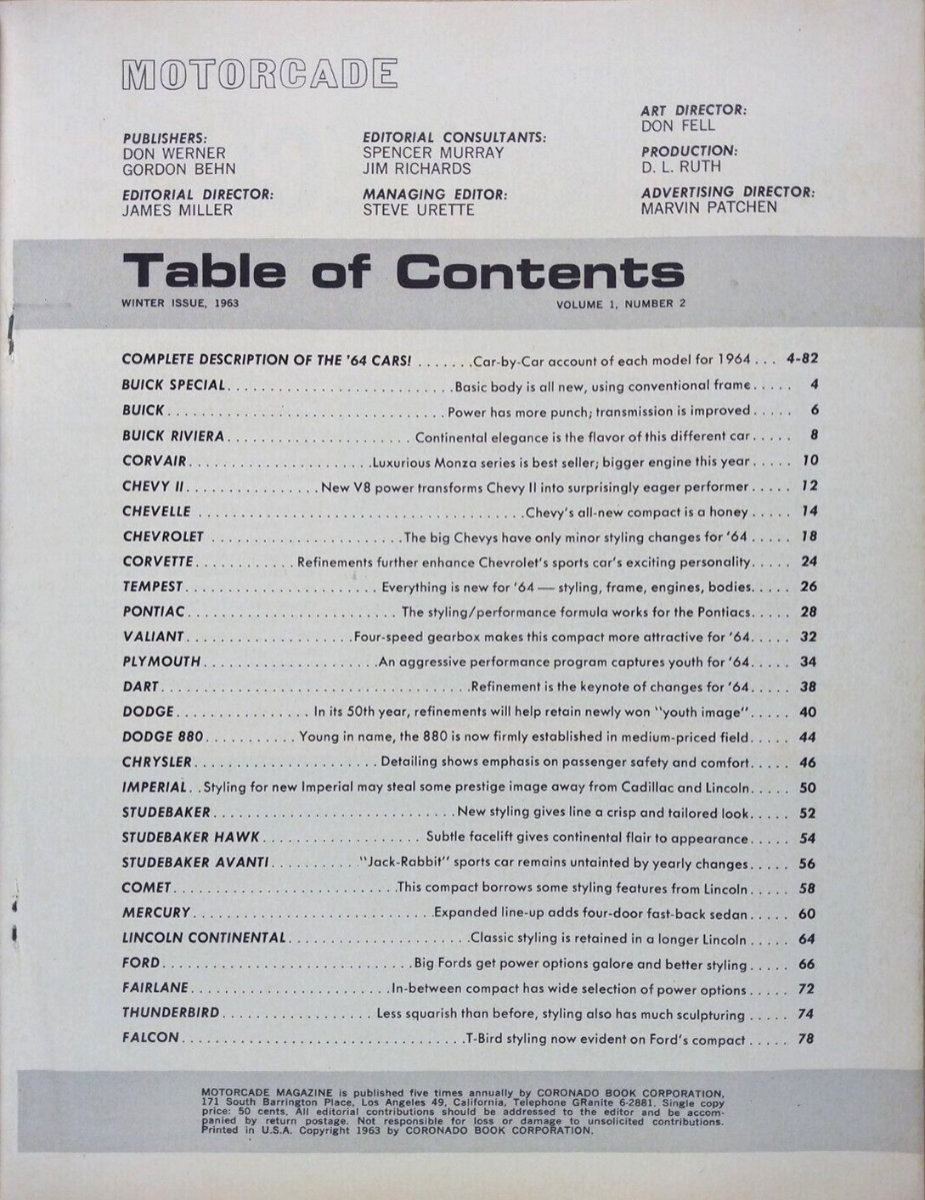 MOTORCADE
PUBLISHERS:
DON WERNER
GORDON BEHN
EDITORIAL DIRECTOR:
JAMES MILLER
EDITORIAL CONSULTANTS:
SPENCER MURRAY
JIM RICHARDS
MANAGING EDITOR:
STEVE URETTE
ART DIRECTOR:
DON FELL
PRODUCTION:
D. L. RUTH
ADVERTISING DIRECTOR:
MARVIN PATCHEN
Table of Contents
WINTER ISSUE, 1963 VOLUME 1, NUMBER 2
COMPLETE DESCRIPTION OF THE '64 CARS! . . . . . . .Car-by-Car account of each model for 1964 . . . 4-82
BUICK SPECIAL. . . . . . . . . . . . . . . . . . . . . . . . . .Basic body is all new, using conventional frame. . . . . 4
BUICK. . . . . . . . . . . . . . . . . . . . . . . . . . . . . . . . Power has more punch; transmission is improved . . . . . 6
BUICK RIVIERA. . . . . . . . . . . . . . . . . . . . . Continental elegance is the flavor of this different car. . . . . 8
CORVAIR. . . . . . . . . . . . . . . . . . . . .Luxurious Monza series is best seller; bigger engine this year . . . . . 10
CHEVY II. . . . . . . . . . . . . . . .New V8 power transforms Chevy II into surprisingly eager performer . . . . . 12
CHEVELLE . . . . . . . . . . . . . . . . . . . . . . . . . . . . . . . . . . . . . .Chevy's all-new compact is a honey . . . . . 14
CHEVROLET . . . . . . . . . . . . . . . . . . . . . .The big Chevys have only minor styling changes for '64 . . . . . 18
CORVETTE. . . . . . . . . . . . Refinements further enhance Chevrolet's sports car's exciting personality. . . . . 24
TEMPEST. . . . . . . . . . . . . . . . . . . . . . Everything is new for '64 — styling, frame, engines, bodies. . . . . 26
PONTIAC. . . . . . . . . . . . . . . . . . . . . . . . The styling/performance formula works for the Pontiacs. . . . . 28
VALIANT. . . . . . . . . . . . . . . . . . .Four-speed gearbox makes this compact more attractive for '64. . . . . 32
PLYMOUTH. . . . . . . . . . . . . . . . . . . .An aggressive performance program captures youth for '64. . . . . 34
DART. . . . . . . . . . . . . . . . . . . . . . . . . . . . . . . . . . . .Refinement is the keynote of changes for '64. . . . . 38
DODGE. . . . . . . . . . . . . . . . In its 50th year, refinements will help retain newly won "youth image". . . . . 40
DODGE 880. . . . . . . . . . . Young in name, the 880 is now firmly established in medium-priced field. . . . . 44
CHRYSLER. . . . . . . . . . . . . . . . . . . . . Detailing shows emphasis on passenger safety and comfort. . . . . 46
IMPERIAL. . .Styling for new Imperial may steal some prestige image away from Cadillac and Lincoln. . . . . 50
STUDEBAKER. . . . . . . . . . . . . . . . . . . . . . . . . . . .New styling gives line a crisp and tailored look. . . . . 52
STUDEBAKER HAWK. . . . . . . . . . . . . . . . . . Subtle facelift gives continental flair to appearance. . . . . 54
STUDEBAKER AVANTI. . . . . . . . . . "Jack-Rabbit" sports car remains untainted by yearly changes. . . . . 56
COMET. . . . . . . . . . . . . . . . . . . . . . . . . .This compact borrows some styling features from Lincoln. . . . . 58
MERCURY. . . . . . . . . . . . . . . . . . . . . . . . . . . .Expanded line-up adds four-door fast-back sedan. . . . . 60
LINCOLN CONTINENTAL. . . . . . . . . . . . . . . . . . . . .Classic styling is retained in a longer Lincoln . . . . . 64
FORD. . . . . . . . . . . . . . . . . . . . . . . . . . . . .Big Fords get power options galore and better styling . . . . . 66
FAIRLANE. . . . . . . . . . . . . . . . . . . . . . .In-between compact has wide selection of power options . . . . . 72
THUNDERBIRD. . . . . . . . . . . . . . . . . Less squarish than before, styling also has much sculpturing . . . . . 74
FALCON. . . . . . . . . . . . . . . . . . . . . . . . . . . . . . . . .T-Bird styling now evident on Ford's compact . . . . . 78
MOTORCADE MAGAZINE is published five times annually by CORONADO BOOK CORPORATION,
171 South Barrington Place, Los Angeles 49, California, Telephone GRanite 6-2881. Single copy
price: 50 cents. All editorial contributions should be addressed to the editor and be accom-
panied by return postage. Not responsible for loss or damage to unsolicited contributions.
Printed in U.S.A. Copyright 1963 by CORONADO BOOK CORPORATION.